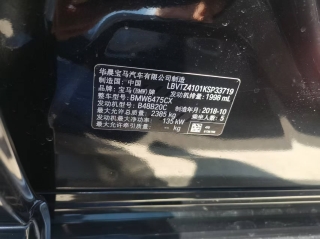 华晨宝马汽车有限公司制造
制造国：中国 LBVTZ4101KSP33719
品牌：宝马(BMW)牌 发动机排量：1998 mL
整车型号：BMW6475CX
发动机型号：B48B20C 制造年月：2018-10
最大允许总质量：2385 kg 乘坐人数：5
发动机最大净功率：135 kW
最大允许牵引质量： - kg